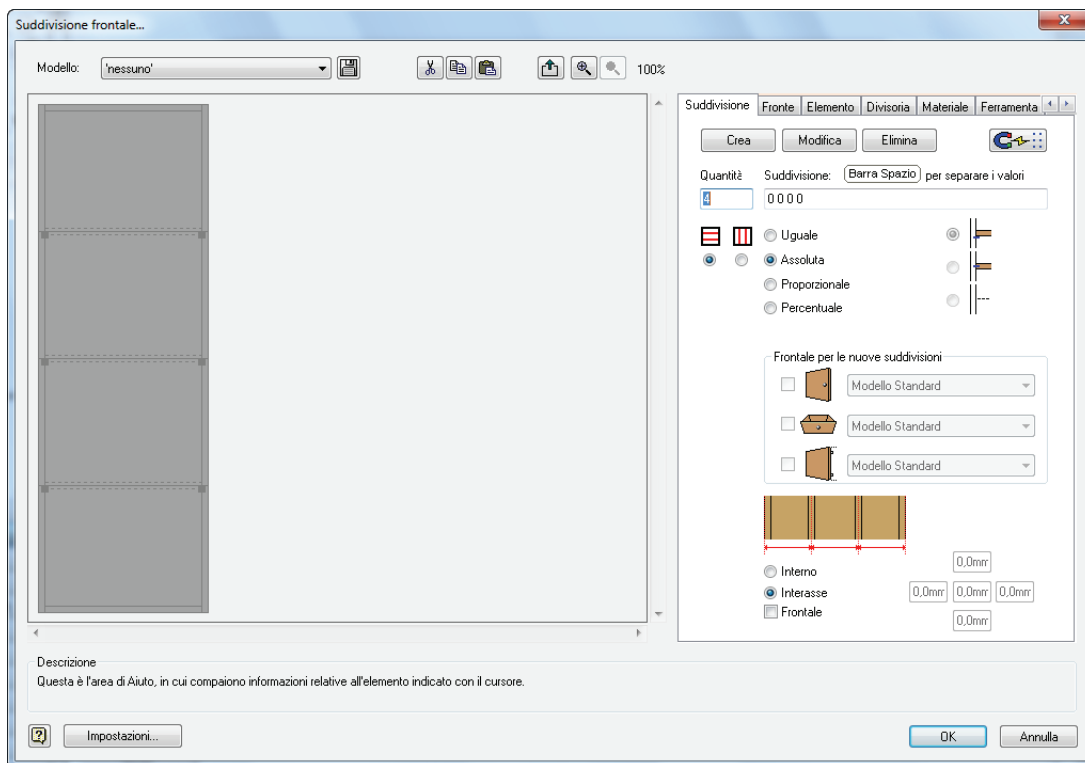 Suddivisione frontale...
Modello: 'nessuno' 100%
Suddivisione Fronte Elemento Divisoria Materiale Ferramenta
Crea Modifica Elimina
Quantità Suddivisione: Barra Spazio per separare i valori
4 0 0 0 0
Uguale
Assoluta
Proporzionale
Percentuale
Frontale per le nuove suddivisioni
Modello Standard
Modello Standard
Modello Standard
Interno 0,0mm
Interasse 0,0mm 0,0mm 0,0mm
Frontale 0,0mm
Descrizione
Questa è l'area di Aiuto, in cui compaiono informazioni relative all'elemento indicato con il cursore.
Impostazioni... OK Annulla